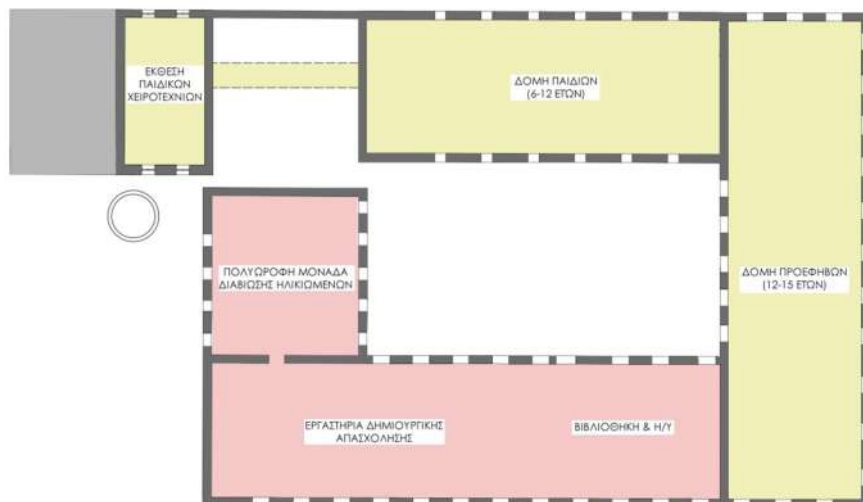 ΕΚΘΕΣΗ
ΠΑΙΔΙΚΩΝ
ΧΕΙΡΟΤΕΧΝΙΩΝ
ΔΟΜΗ ΠΑΙΔΙΩΝ
(6-12 ΕΤΩΝ)
ΠΟΛΥΩΡΟΦΗ ΜΟΝΑΔΑ
ΔΙΑΒΙΩΣΗΣ ΗΛΙΚΙΩΜΕΝΩΝ
ΔΟΜΗ ΠΡΟΕΦΗΒΩΝ
(12-15 ΕΤΩΝ)
ΕΡΓΑΣΤΗΡΙΑ ΔΗΜΙΟΥΡΓΙΚΗΣ
ΑΠΑΣΧΟΛΗΣΗΣ
ΒΙΒΛΙΟΘΗΚΗ & Η/Υ